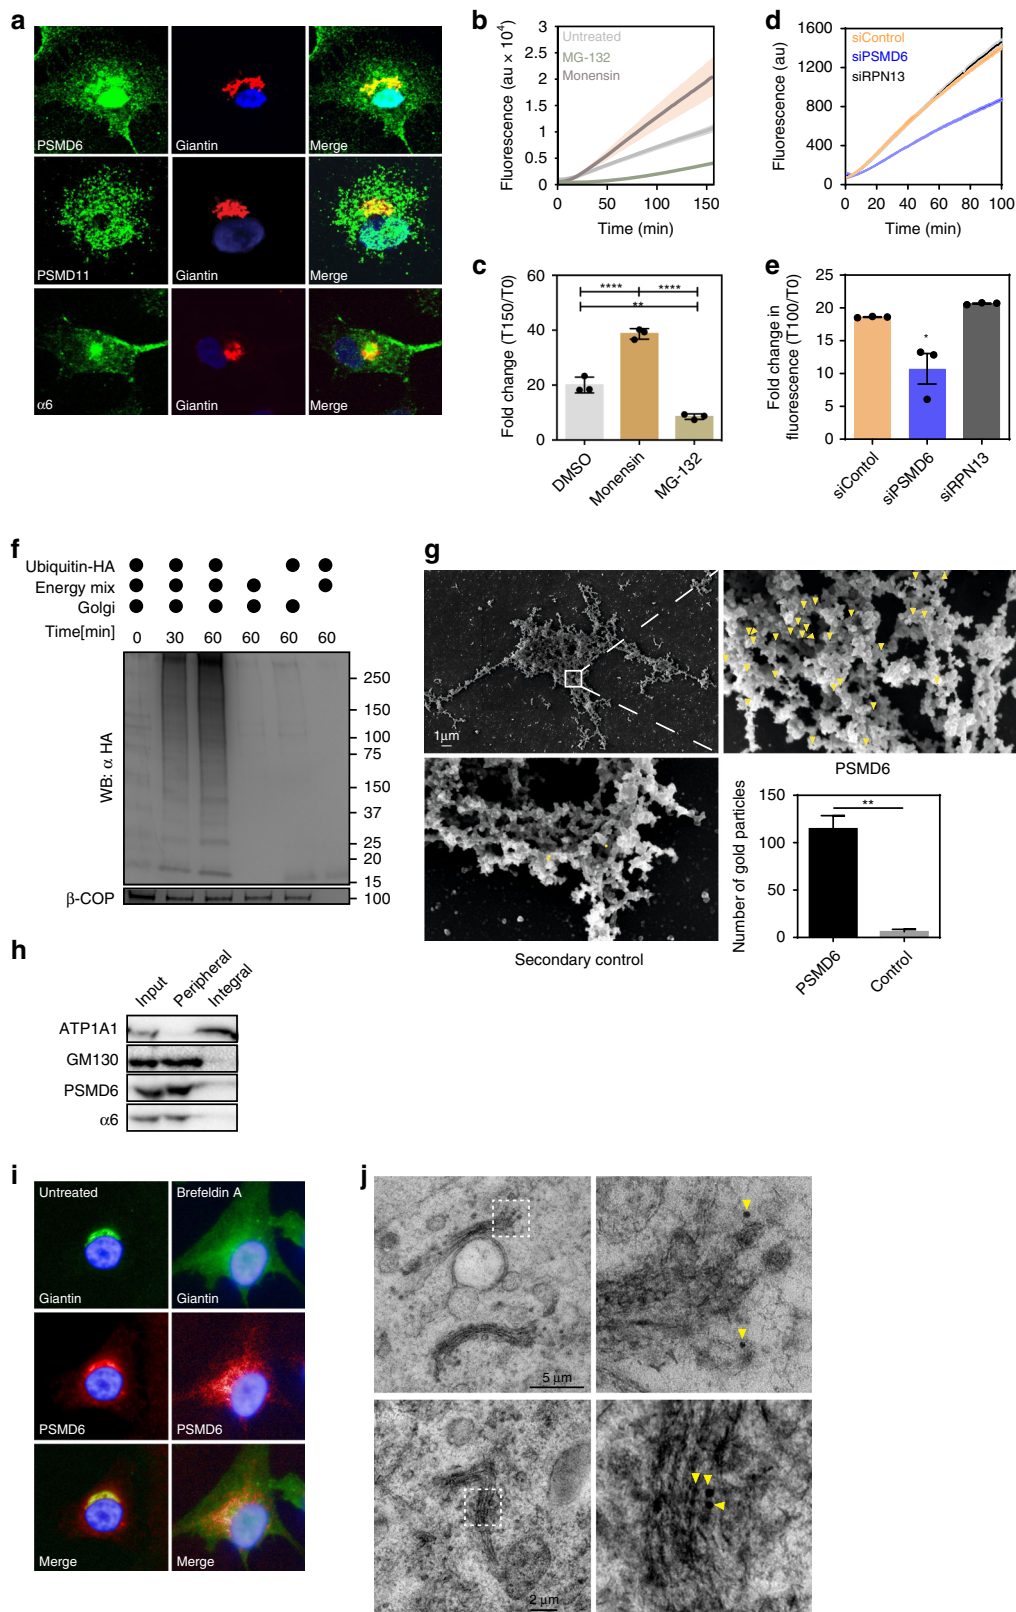 a
PSMD6
Giantin
Merge
PSMD11
Giantin
Merge
α6
Giantin
Merge
b
Fluorescence (au × 10⁴)
3
2.5
2
1.5
1
0.5
0
Untreated
MG-132
Monensin
0
50
100
150
Time (min)
c
Fold change (T150/T0)
60
40
20
0
****
****
**
DMSO
Monensin
MG-132
d
Fluorescence (au)
1600
1200
800
400
0
siControl
siPSMD6
siRPN13
0
20
40
60
80
100
Time (min)
e
Fold change in
fluorescence (T100/T0)
25
20
15
10
5
0
*
siContol
siPSMD6
siRPN13
f
Ubiquitin-HA
Energy mix
Golgi
Time[min]
0 30 60 60 60 60
WB: α HA
250
150
100
75
150
37
25
20
15
β-COP
100
g
1μm
PSMD6
Secondary control
Number of gold particles
150
100
50
0
**
PSMD6
Control
h
Input
Peripheral
Integral
ATP1A1
GM130
PSMD6
α6
i
Untreated
Brefeldin A
Giantin
Giantin
PSMD6
PSMD6
Merge
Merge
j
5 μm
2 μm